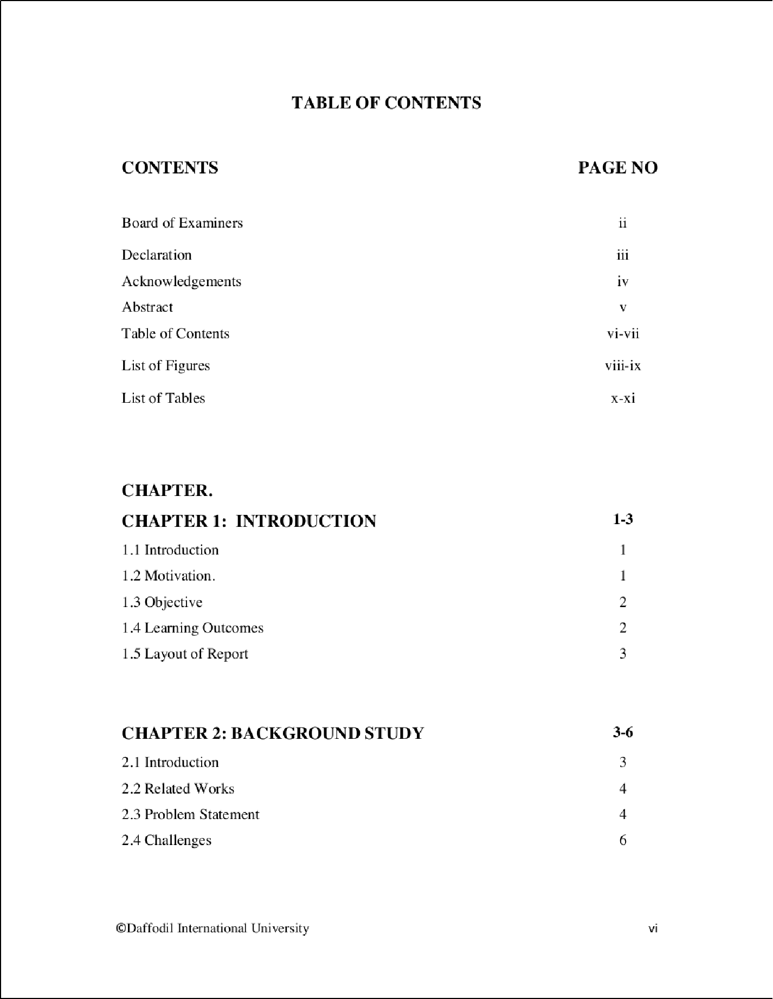 TABLE OF CONTENTS
CONTENTS PAGE NO
Board of Examiners ii
Declaration iii
Acknowledgements iv
Abstract v
Table of Contents vi-vii
List of Figures viii-ix
List of Tables x-xi
CHAPTER.
CHAPTER 1:  INTRODUCTION 1-3
1.1 Introduction 1
1.2 Motivation. 1
1.3 Objective 2
1.4 Learning Outcomes 2
1.5 Layout of Report 3
CHAPTER 2: BACKGROUND STUDY 3-6
2.1 Introduction 3
2.2 Related Works 4
2.3 Problem Statement 4
2.4 Challenges 6
©Daffodil International University vi